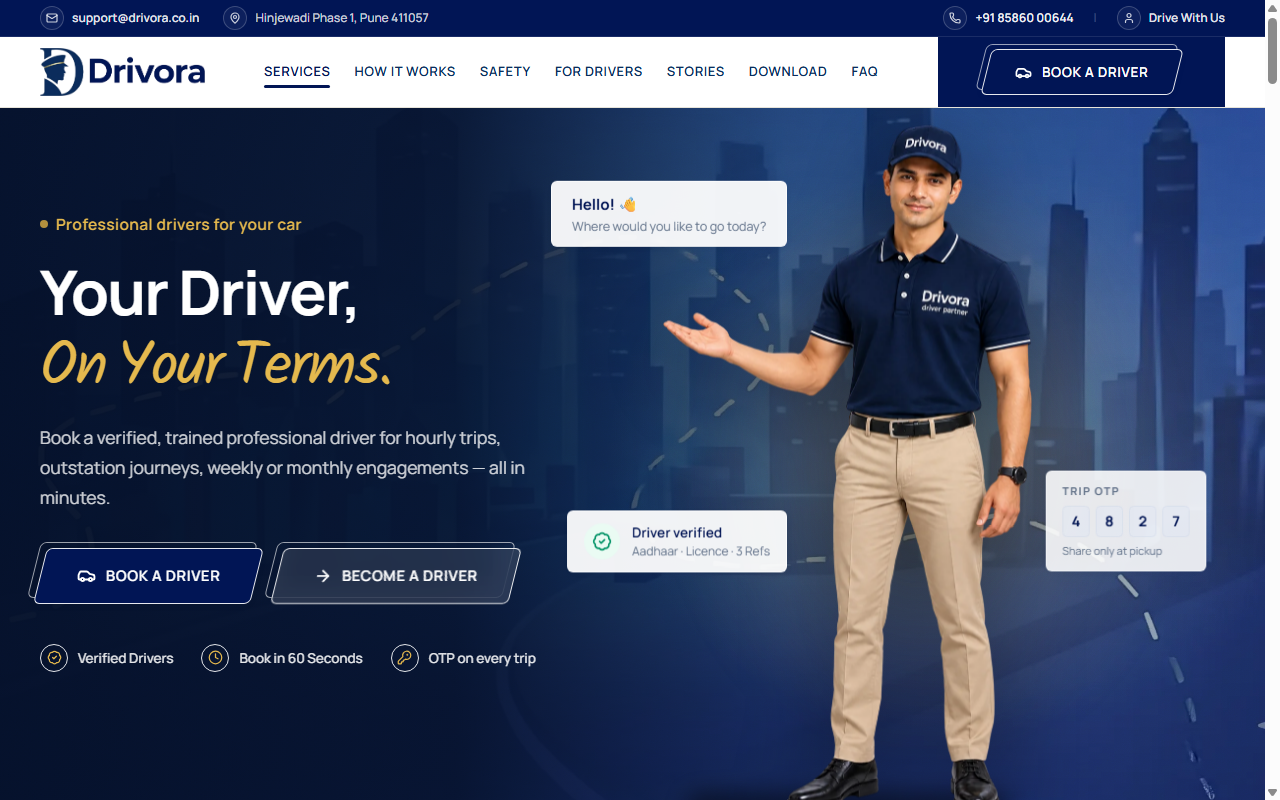 support@drivora.co.in
Hinjewadi Phase 1, Pune 411057
+91 85860 00644
Drive With Us
Drivora
SERVICES
HOW IT WORKS
SAFETY
FOR DRIVERS
STORIES
DOWNLOAD
FAQ
BOOK A DRIVER
Drivora
Hello! 👋
Where would you like to go today?
Professional drivers for your car
Your Driver,
On Your Terms.
Drivora
driver partner
Book a verified, trained professional driver for hourly trips,
outstation journeys, weekly or monthly engagements — all in
minutes.
Driver verified
Aadhaar · Licence · 3 Refs
TRIP OTP
4 8 2 7
Share only at pickup
BOOK A DRIVER
BECOME A DRIVER
Verified Drivers
Book in 60 Seconds
OTP on every trip